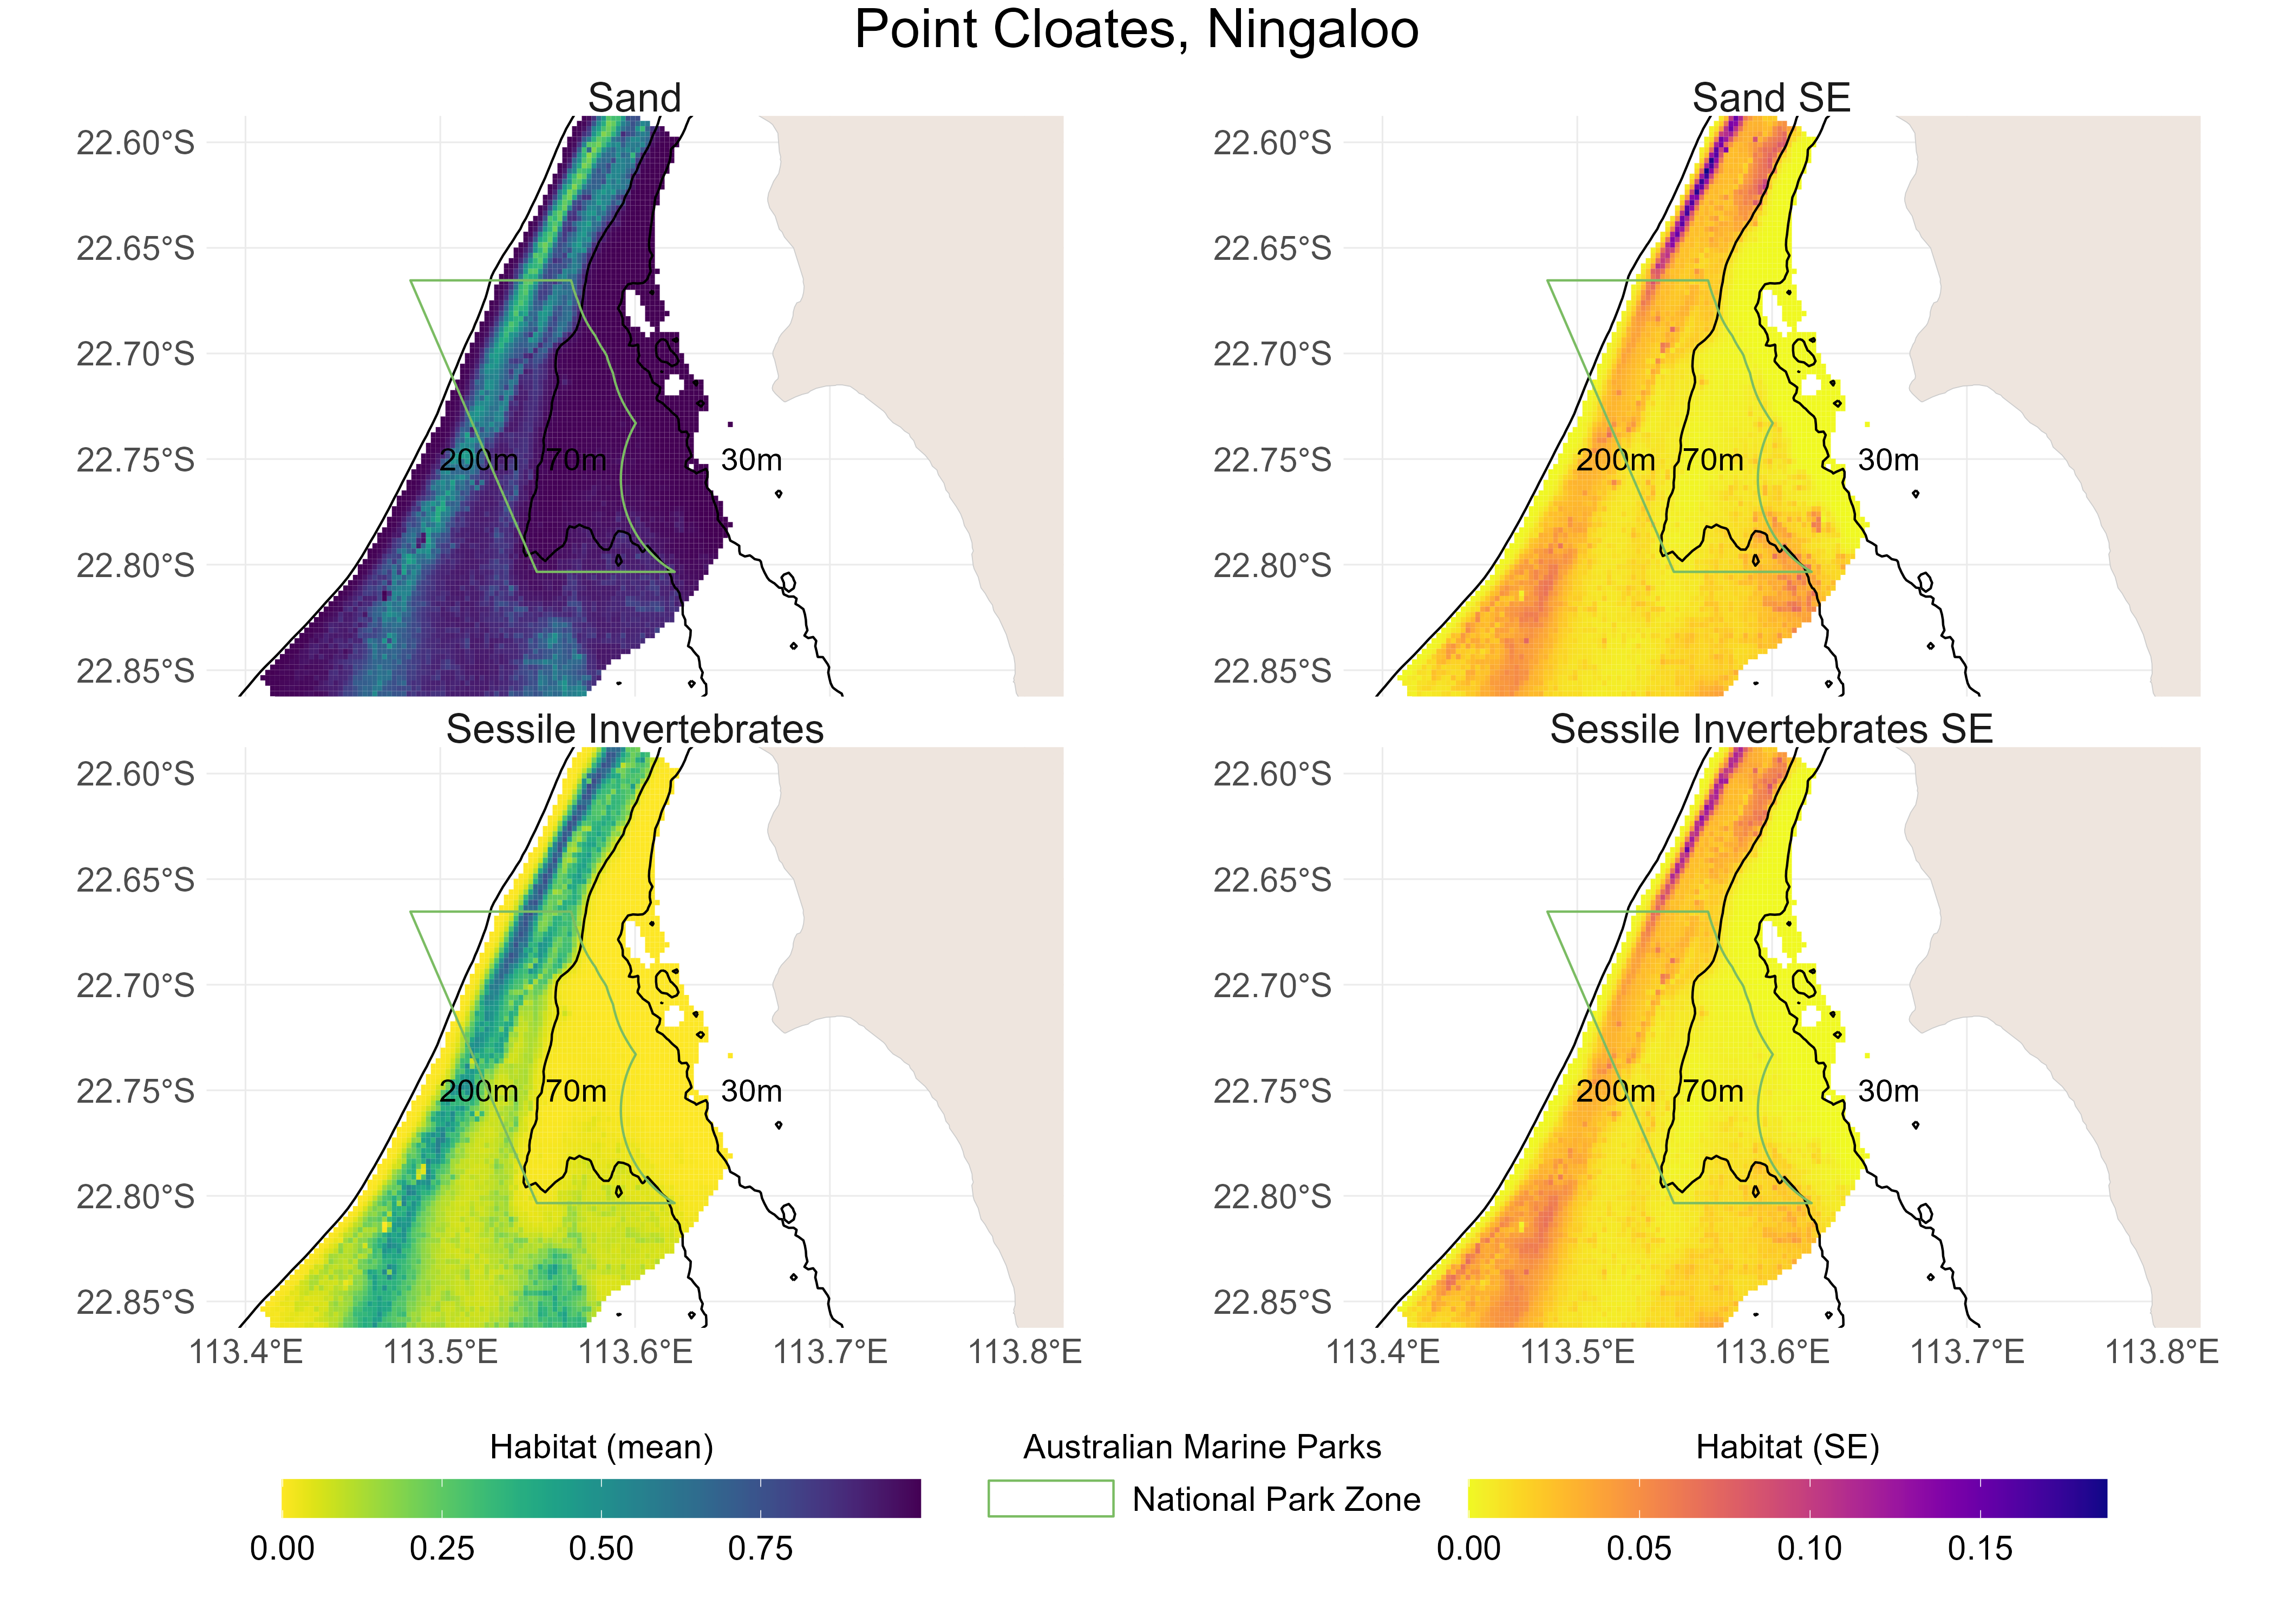 Point Cloates, Ningaloo
Sand
Sand SE
22.60°S
22.65°S
22.70°S
22.75°S
22.80°S
22.85°S
200m
70m
30m
22.60°S
22.65°S
22.70°S
22.75°S
22.80°S
22.85°S
200m
70m
30m
Sessile Invertebrates
Sessile Invertebrates SE
22.60°S
22.65°S
22.70°S
22.75°S
22.80°S
22.85°S
200m
70m
30m
113.4°E 113.5°E 113.6°E 113.7°E 113.8°E
22.60°S
22.65°S
22.70°S
22.75°S
22.80°S
22.85°S
200m
70m
30m
113.4°E 113.5°E 113.6°E 113.7°E 113.8°E
Habitat (mean)
0.00 0.25 0.50 0.75
Australian Marine Parks
National Park Zone
Habitat (SE)
0.00 0.05 0.10 0.15